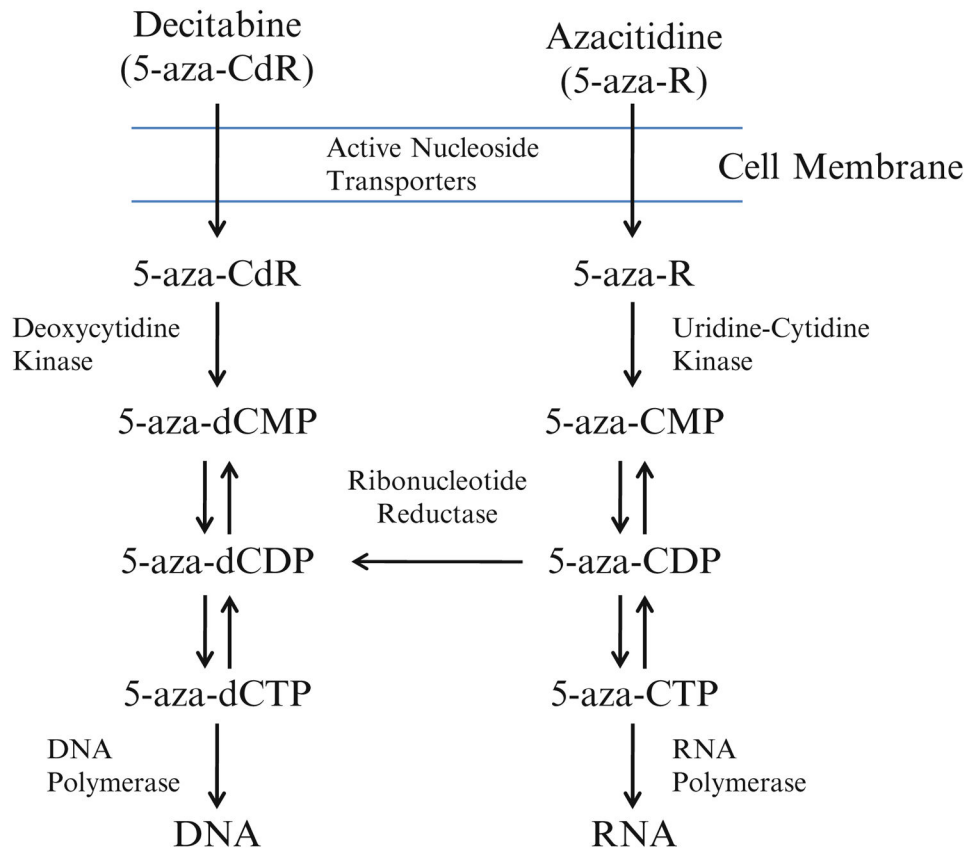 Decitabine
(5-aza-CdR)
Azacitidine
(5-aza-R)
Active Nucleoside
Transporters
Cell Membrane
5-aza-CdR
5-aza-R
Deoxycytidine
Kinase
Uridine-Cytidine
Kinase
5-aza-dCMP
5-aza-CMP
Ribonucleotide
Reductase
5-aza-dCDP
5-aza-CDP
5-aza-dCTP
5-aza-CTP
DNA
Polymerase
RNA
Polymerase
DNA
RNA